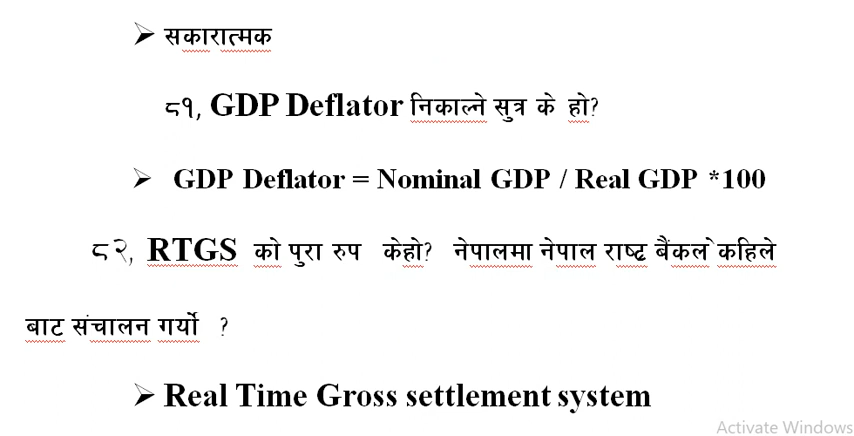 ➢ सकारात्मक
८१, GDP Deflator निकाल्ने सुत्र के हो?
➢ GDP Deflator = Nominal GDP / Real GDP *100
८२, RTGS को पुरा रुप केहो? नेपालमा नेपाल राष्ट बैंकले कहिले
बाट संचालन गर्यो ?
➢ Real Time Gross settlement system
Activate Windows